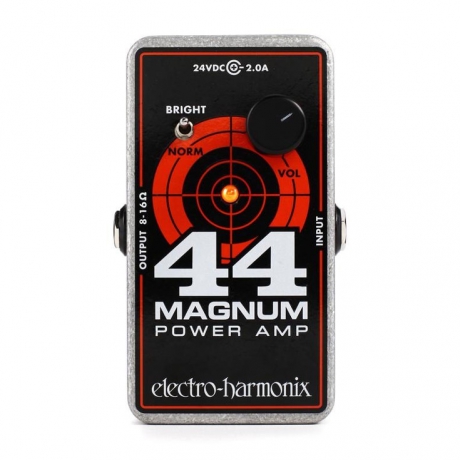 24VDC 2.0A
BRIGHT
NORM
VOL
OUTPUT 8-16Ω
INPUT
44
MAGNUM
POWER AMP
electro-harmonix